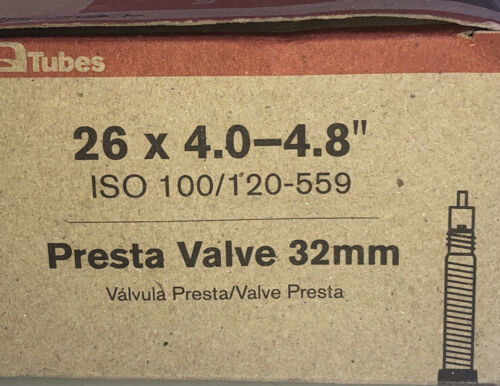 Q Tubes
26 x 4.0–4.8"
ISO 100/120-559
Presta Valve 32mm
Válvula Presta/Valve Presta